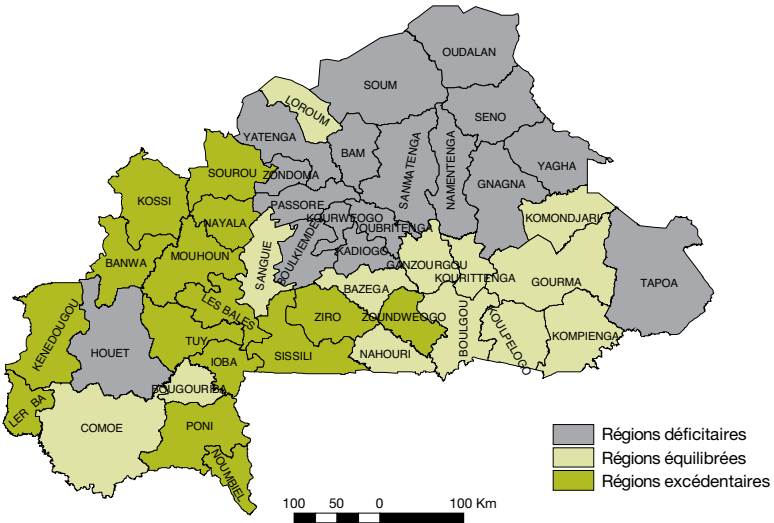 OUDALAN
SOUM
SENO
LOROUM
YATENGA
BAM
SANMATENGA
NAMENTENGA
YAGHA
SOUROU
ZONDOMA
GNAGNA
KOSSI
PASSORE
KOURWEOGO
KOMONDJARI
NAYALA
OUBRITENGA
SANGUIE
BOULKIEMDE
KADIOGO
BANWA
MOUHOUN
GANZOURGOU
KOURITTENGA
GOURMA
TAPOA
BAZEGA
KENEDOUGOU
LES BALES
ZIRO
ZOUNDWEOGO
BOULGOU
KOULPELOGO
KOMPIENGA
HOUET
TUY
IOBA
SISSILI
NAHOURI
BOUGOURIBA
LER BA
COMOE
PONI
NOUMBIEL
Régions déficitaires
Régions équilibrées
Régions excédentaires
100 50 0 100 Km